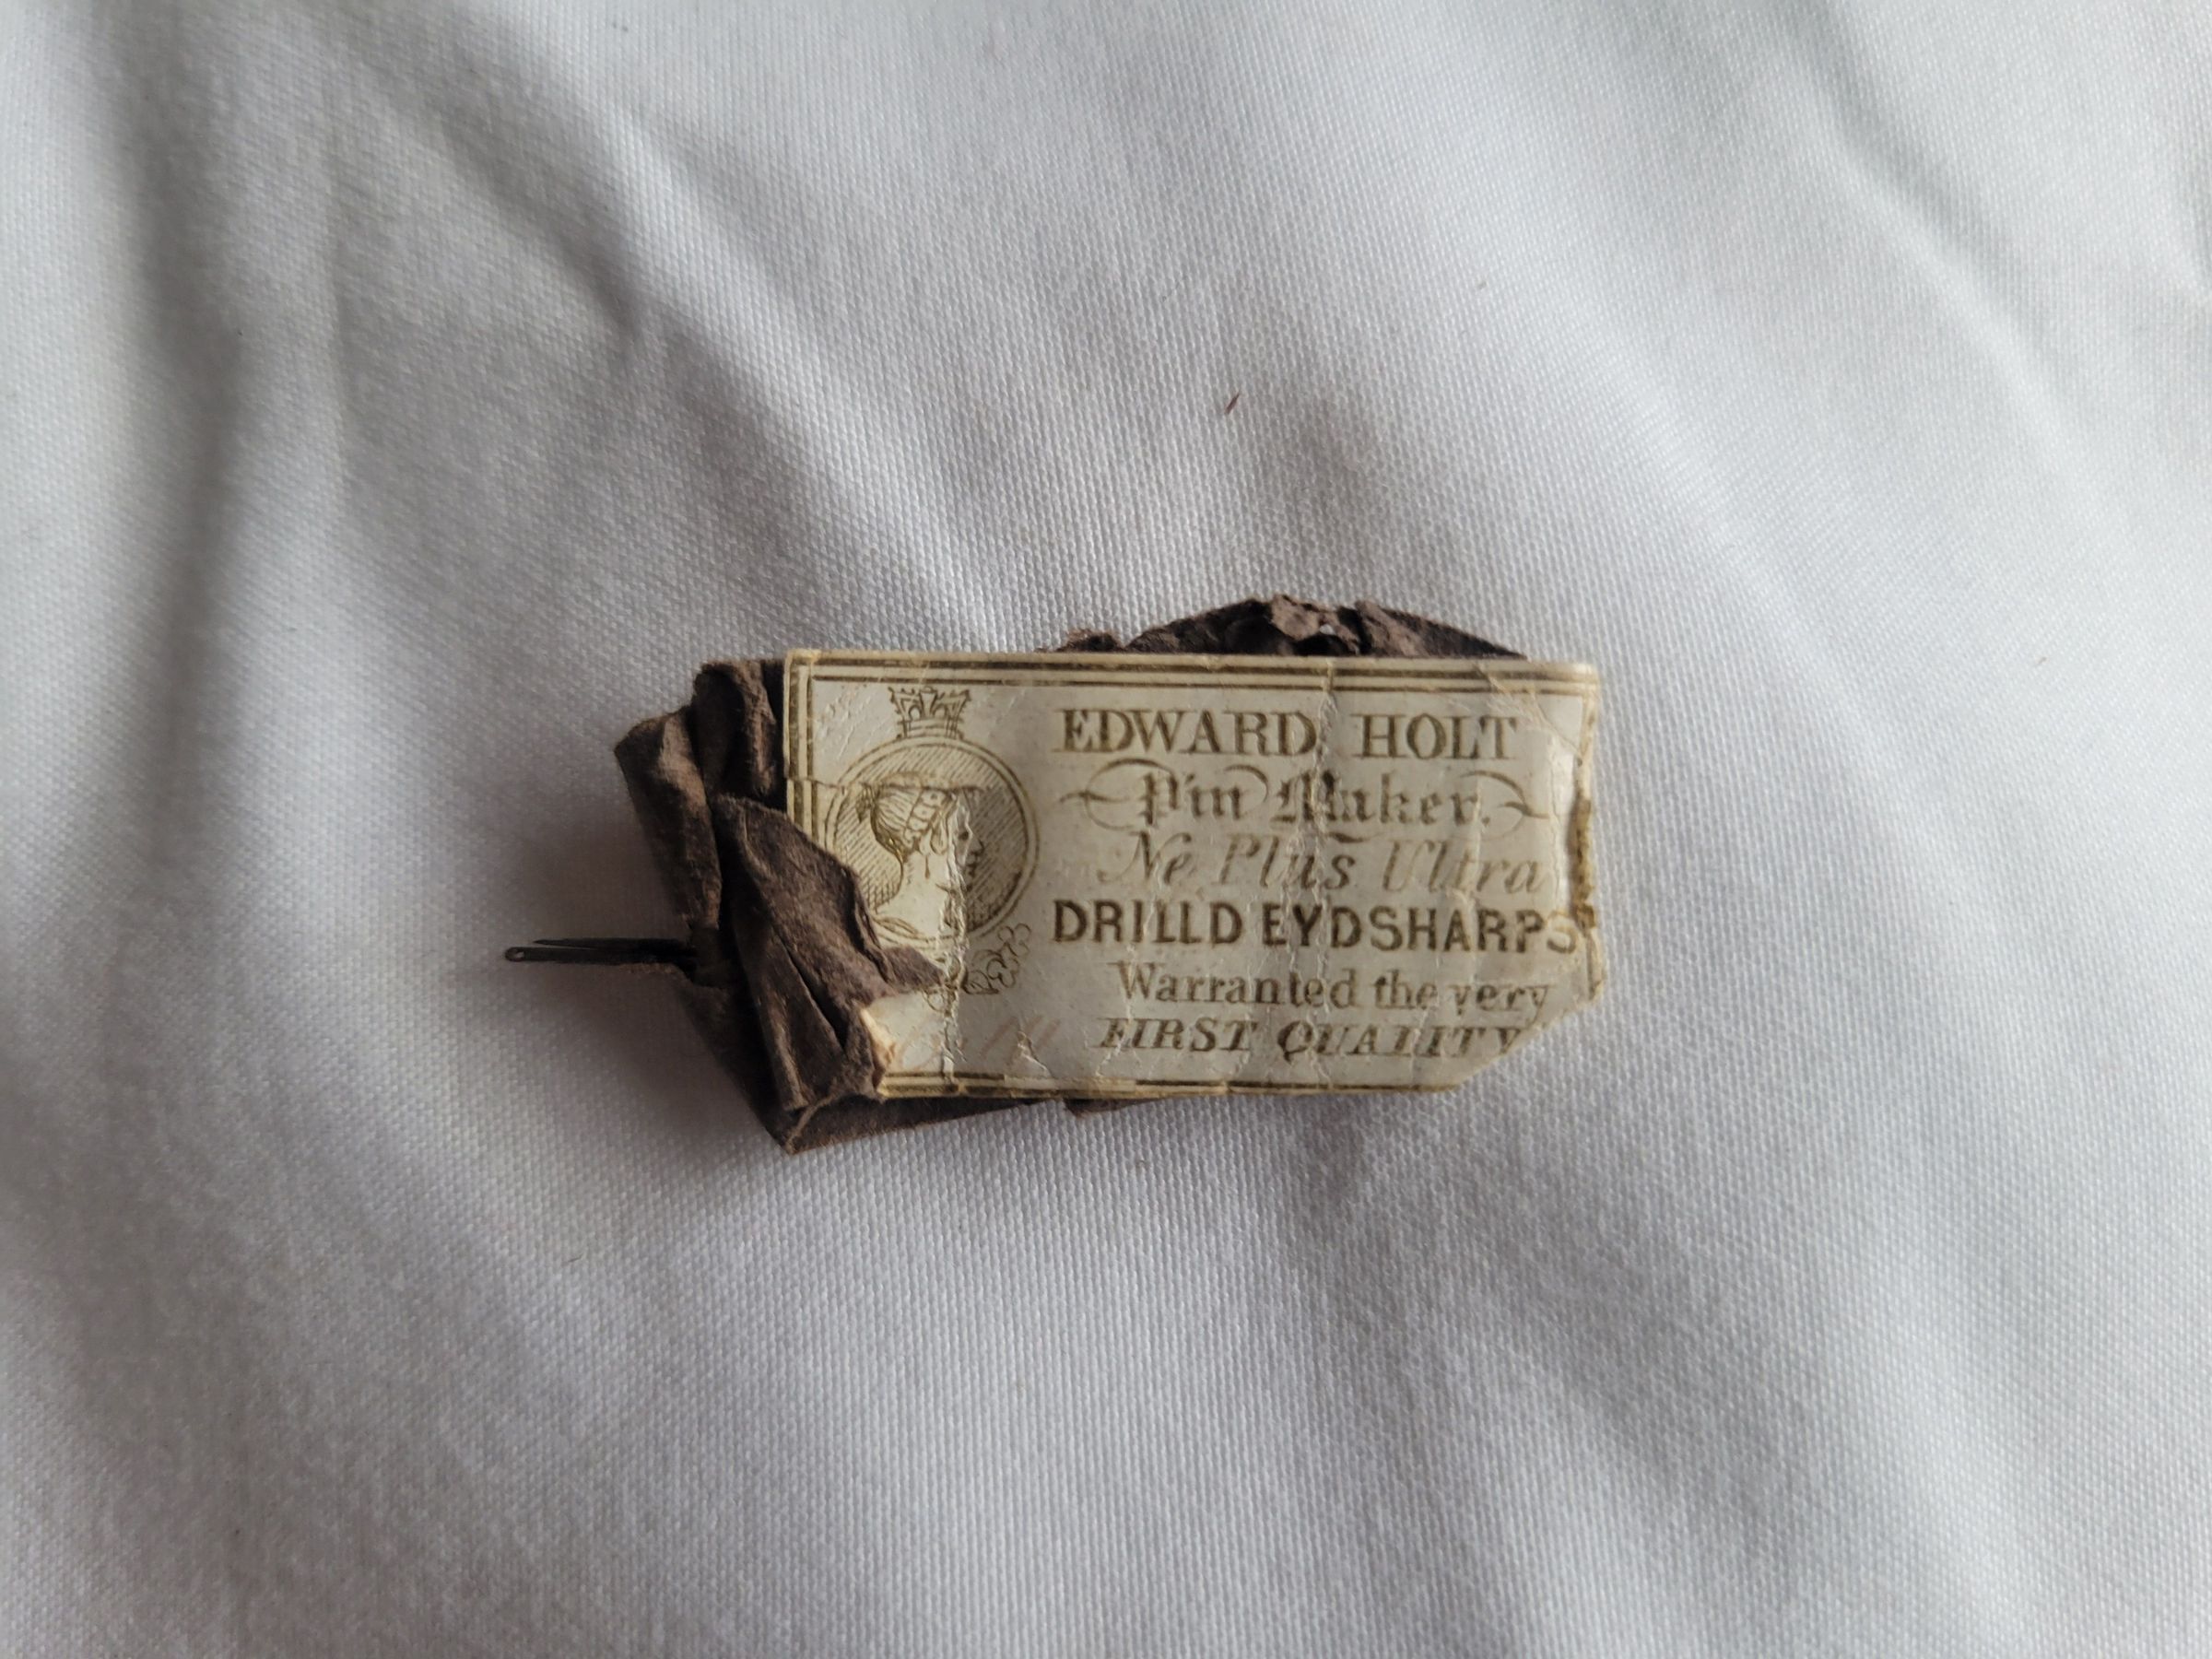 EDWARD HOLT
Pin Maker.
Ne Plus Ultra
DRILLD EYDSHARPS
Warranted the very
FIRST QUALITY